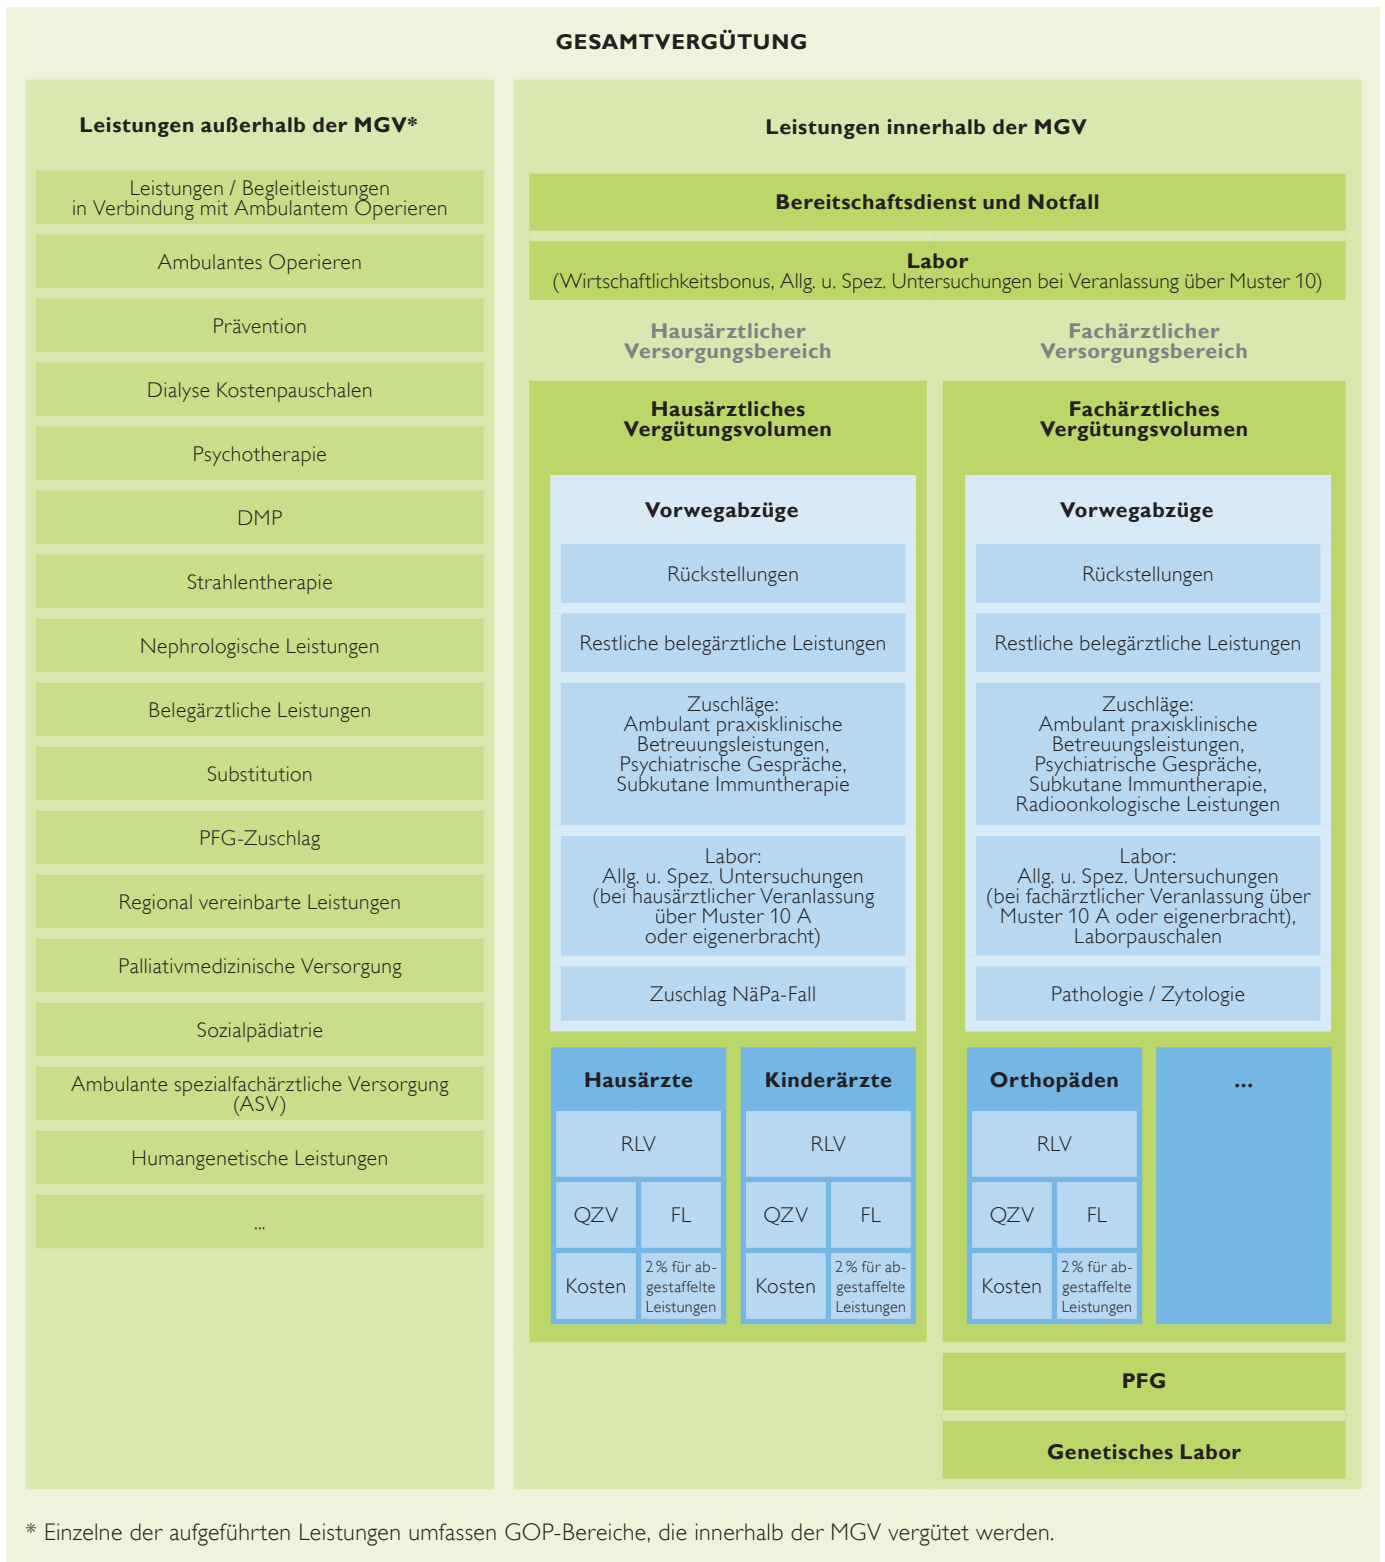 GESAMTVERGÜTUNG
Leistungen außerhalb der MGV*
Leistungen / Begleitleistungen
in Verbindung mit Ambulantem Operieren
Ambulantes Operieren
Prävention
Dialyse Kostenpauschalen
Psychotherapie
DMP
Strahlentherapie
Nephrologische Leistungen
Belegärztliche Leistungen
Substitution
PFG-Zuschlag
Regional vereinbarte Leistungen
Palliativmedizinische Versorgung
Sozialpädiatrie
Ambulante spezialfachärztliche Versorgung
(ASV)
Humangenetische Leistungen
...
Leistungen innerhalb der MGV
Bereitschaftsdienst und Notfall
Labor
(Wirtschaftlichkeitsbonus, Allg. u. Spez. Untersuchungen bei Veranlassung über Muster 10)
Hausärztlicher
Versorgungsbereich
Hausärztliches
Vergütungsvolumen
Vorwegabzüge
Rückstellungen
Restliche belegärztliche Leistungen
Zuschläge:
Ambulant praxisklinische
Betreuungsleistungen,
Psychiatrische Gespräche,
Subkutane Immuntherapie
Labor:
Allg. u. Spez. Untersuchungen
(bei hausärztlicher Veranlassung
über Muster 10 A
oder eigenerbracht)
Zuschlag NäPa-Fall
Hausärzte
RLV
QZV
FL
Kosten
2 % für ab-
gestaffelte
Leistungen
Kinderärzte
RLV
QZV
FL
Kosten
2 % für ab-
gestaffelte
Leistungen
Fachärztlicher
Versorgungsbereich
Fachärztliches
Vergütungsvolumen
Vorwegabzüge
Rückstellungen
Restliche belegärztliche Leistungen
Zuschläge:
Ambulant praxisklinische
Betreuungsleistungen,
Psychiatrische Gespräche,
Subkutane Immuntherapie,
Radioonkologische Leistungen
Labor:
Allg. u. Spez. Untersuchungen
(bei fachärztlicher Veranlassung über
Muster 10 A oder eigenerbracht),
Laborpauschalen
Pathologie / Zytologie
Orthopäden
RLV
QZV
FL
Kosten
2 % für ab-
gestaffelte
Leistungen
...
PFG
Genetisches Labor
* Einzelne der aufgeführten Leistungen umfassen GOP-Bereiche, die innerhalb der MGV vergütet werden.